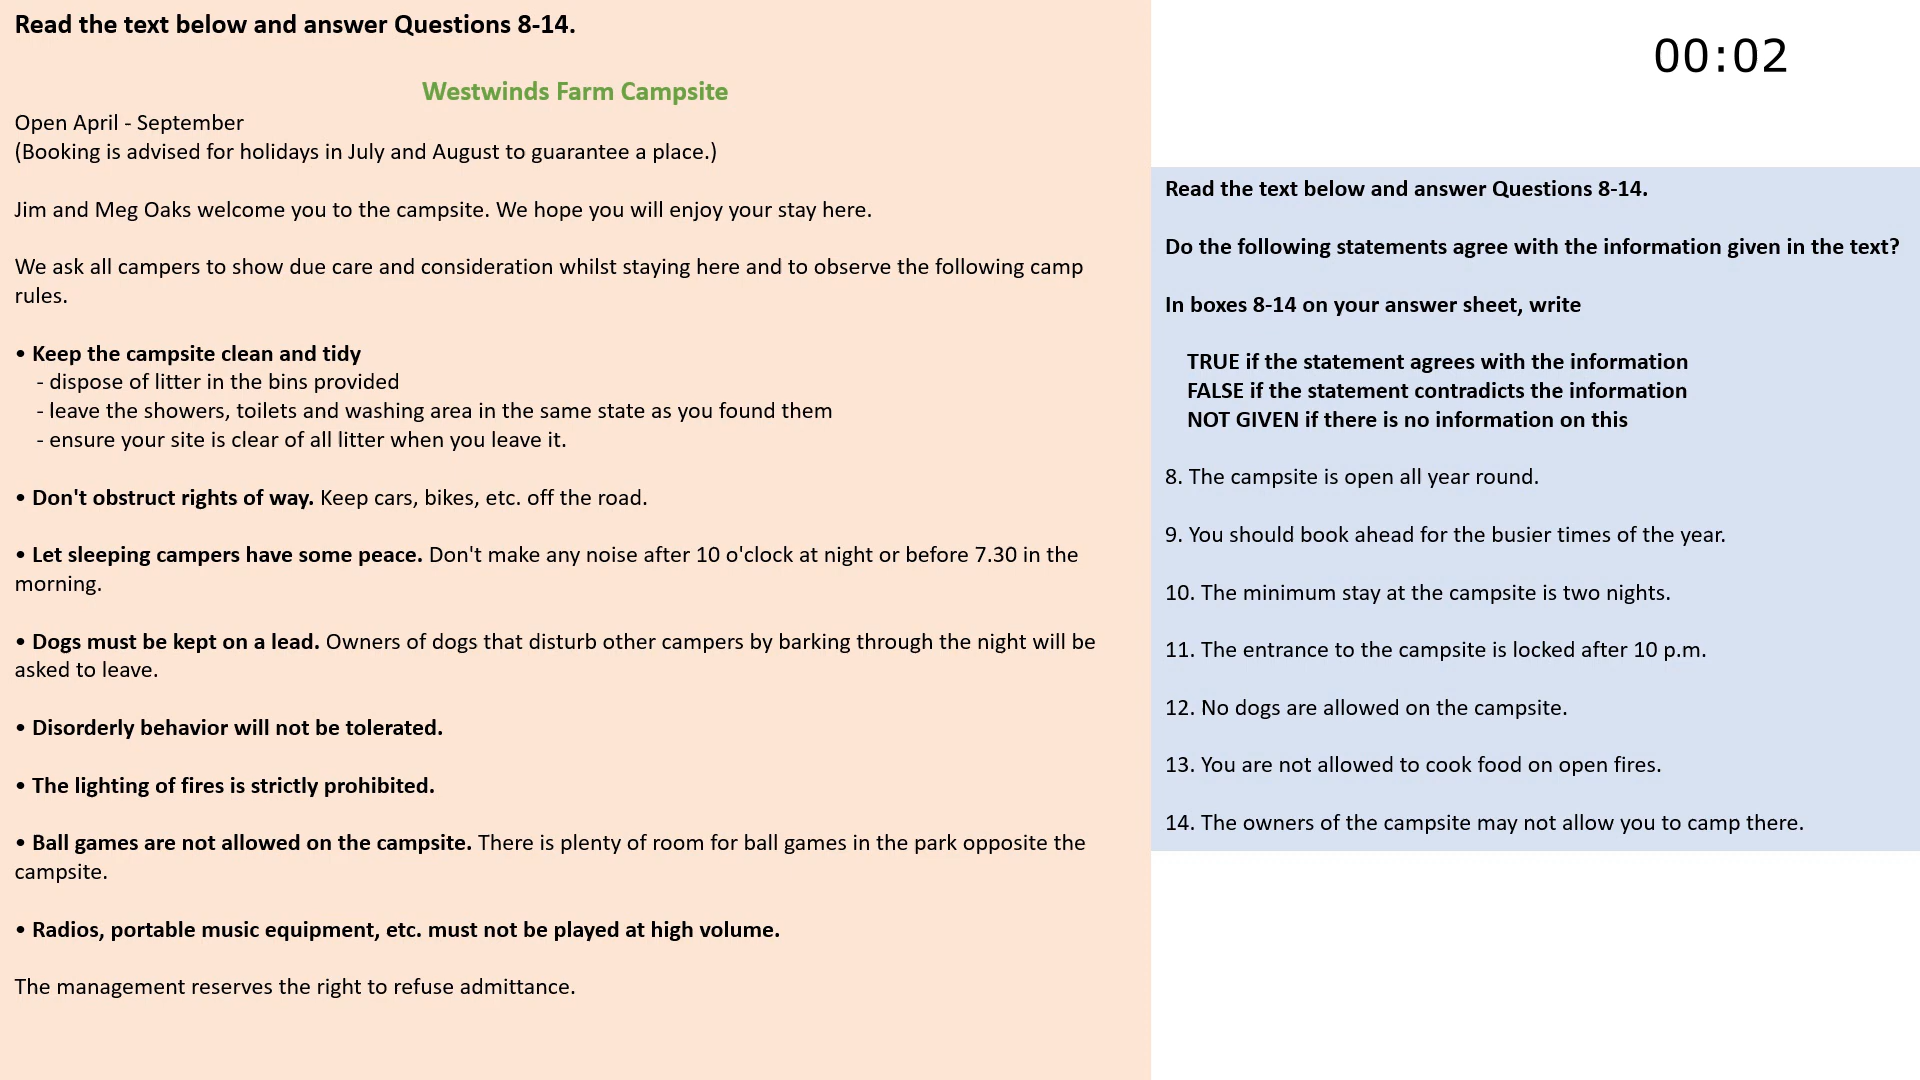 Read the text below and answer Questions 8-14.
Westwinds Farm Campsite
Open April - September
(Booking is advised for holidays in July and August to guarantee a place.)
Jim and Meg Oaks welcome you to the campsite. We hope you will enjoy your stay here.
We ask all campers to show due care and consideration whilst staying here and to observe the following camp
rules.
• Keep the campsite clean and tidy
- dispose of litter in the bins provided
- leave the showers, toilets and washing area in the same state as you found them
- ensure your site is clear of all litter when you leave it.
• Don't obstruct rights of way. Keep cars, bikes, etc. off the road.
• Let sleeping campers have some peace. Don't make any noise after 10 o'clock at night or before 7.30 in the
morning.
• Dogs must be kept on a lead. Owners of dogs that disturb other campers by barking through the night will be
asked to leave.
• Disorderly behavior will not be tolerated.
• The lighting of fires is strictly prohibited.
• Ball games are not allowed on the campsite. There is plenty of room for ball games in the park opposite the
campsite.
• Radios, portable music equipment, etc. must not be played at high volume.
The management reserves the right to refuse admittance.
00:02
Read the text below and answer Questions 8-14.
Do the following statements agree with the information given in the text?
In boxes 8-14 on your answer sheet, write
TRUE if the statement agrees with the information
FALSE if the statement contradicts the information
NOT GIVEN if there is no information on this
8. The campsite is open all year round.
9. You should book ahead for the busier times of the year.
10. The minimum stay at the campsite is two nights.
11. The entrance to the campsite is locked after 10 p.m.
12. No dogs are allowed on the campsite.
13. You are not allowed to cook food on open fires.
14. The owners of the campsite may not allow you to camp there.